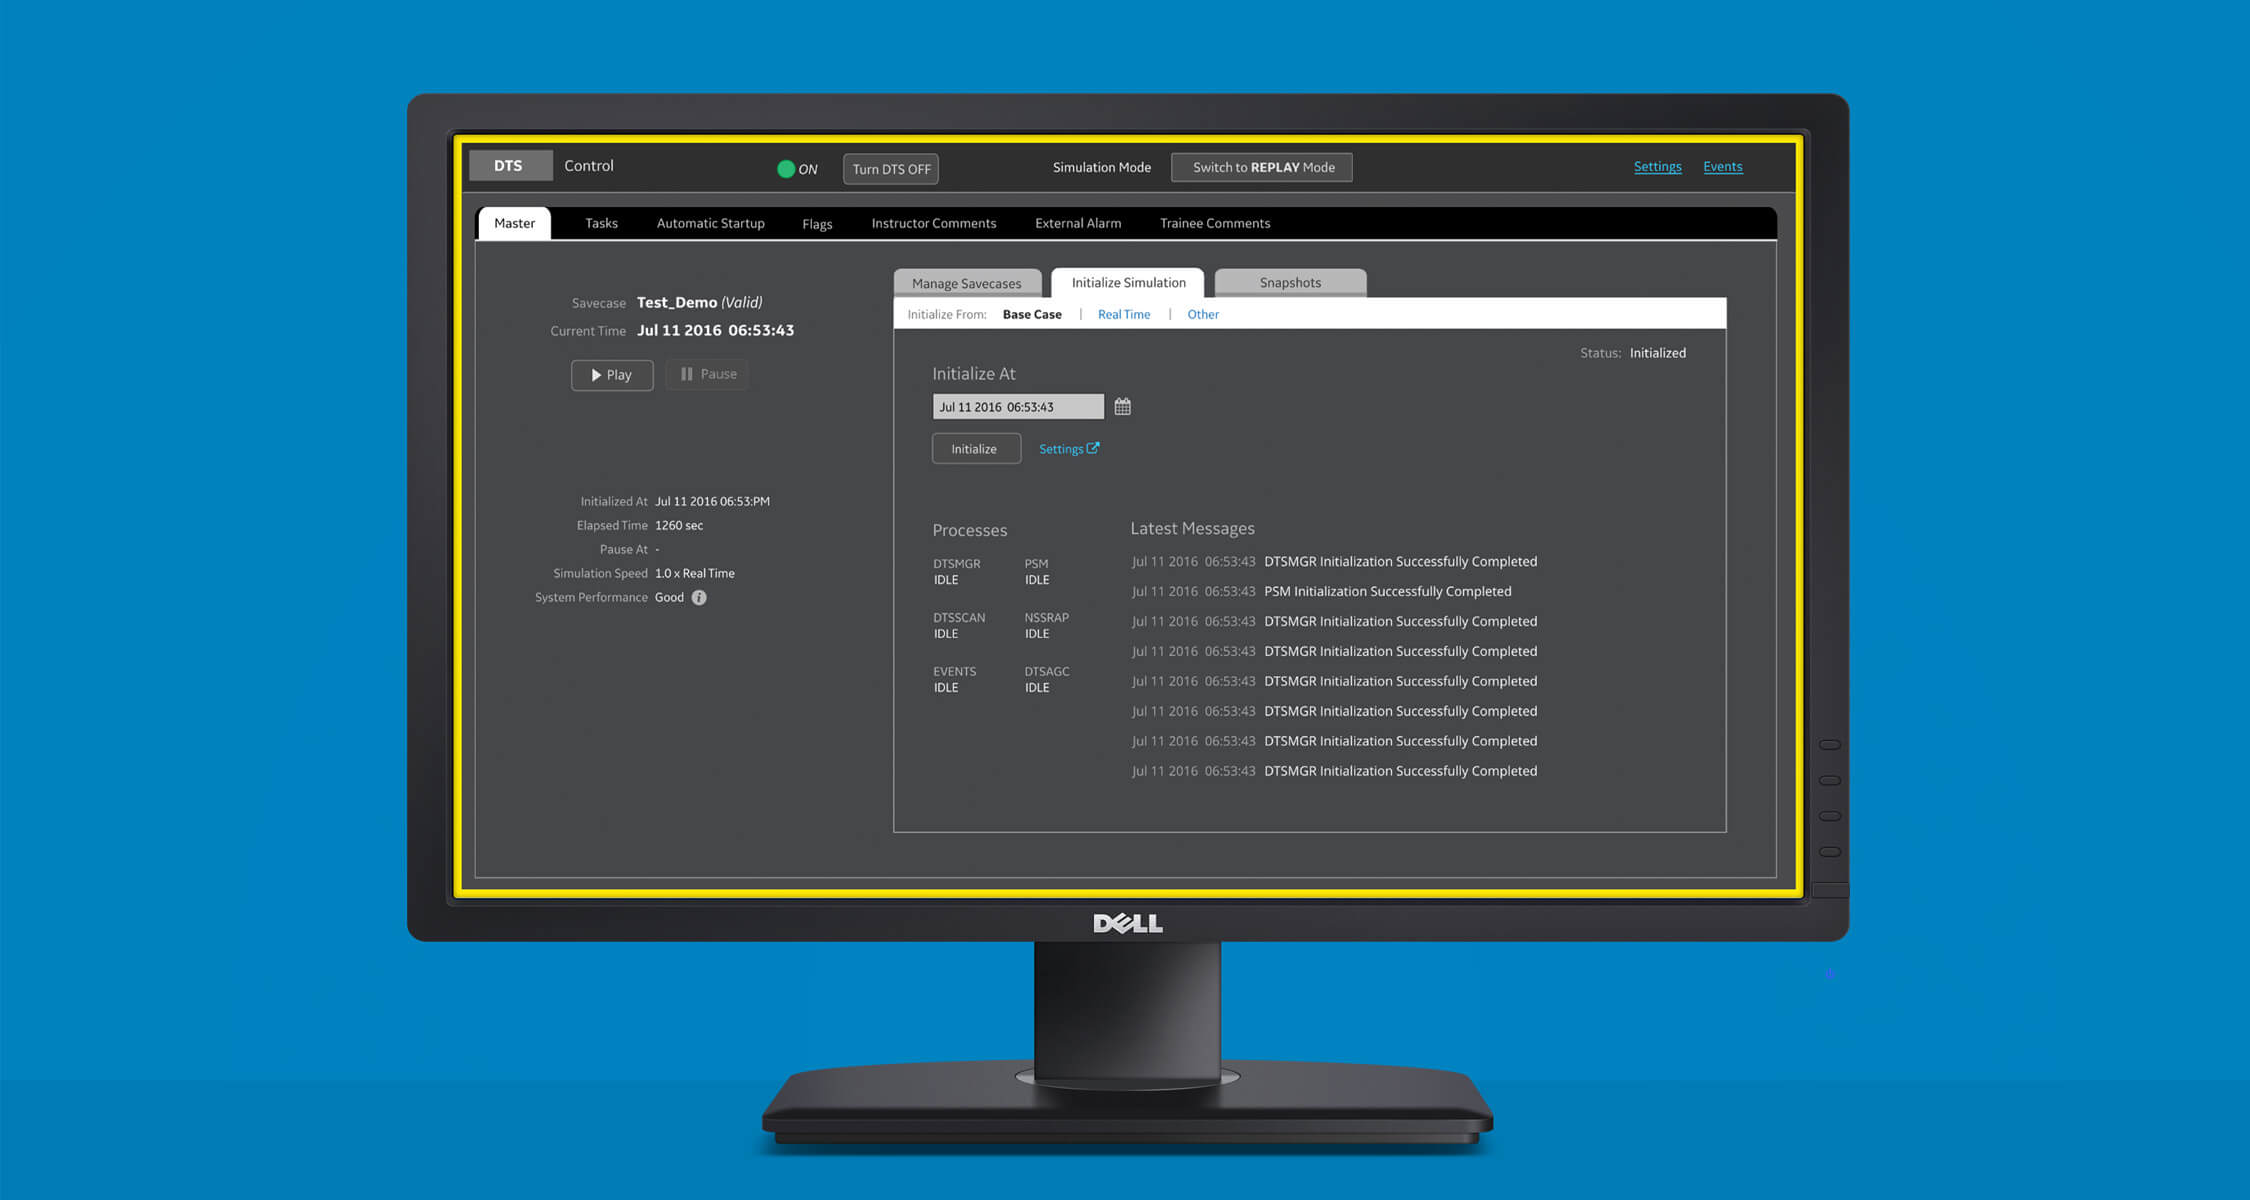 DTS Control ON Turn DTS OFF Simulation Mode Switch to REPLAY Mode Settings Events
Master Tasks Automatic Startup Flags Instructor Comments External Alarm Trainee Comments
Savecase Test_Demo (Valid)
Current Time Jul 11 2016 06:53:43
Play Pause
Initialized At Jul 11 2016 06:53:PM
Elapsed Time 1260 sec
Pause At -
Simulation Speed 1.0 x Real Time
System Performance Good i
Manage Savecases Initialize Simulation Snapshots
Initialize From: Base Case | Real Time | Other
Status: Initialized
Initialize At
Jul 11 2016 06:53:43
Initialize Settings
Processes
DTSMGR PSM
IDLE IDLE
DTSSCAN NSSRAP
IDLE IDLE
EVENTS DTSAGC
IDLE IDLE
Latest Messages
Jul 11 2016 06:53:43 DTSMGR Initialization Successfully Completed
Jul 11 2016 06:53:43 PSM Initialization Successfully Completed
Jul 11 2016 06:53:43 DTSMGR Initialization Successfully Completed
Jul 11 2016 06:53:43 DTSMGR Initialization Successfully Completed
Jul 11 2016 06:53:43 DTSMGR Initialization Successfully Completed
Jul 11 2016 06:53:43 DTSMGR Initialization Successfully Completed
Jul 11 2016 06:53:43 DTSMGR Initialization Successfully Completed
Jul 11 2016 06:53:43 DTSMGR Initialization Successfully Completed
DELL